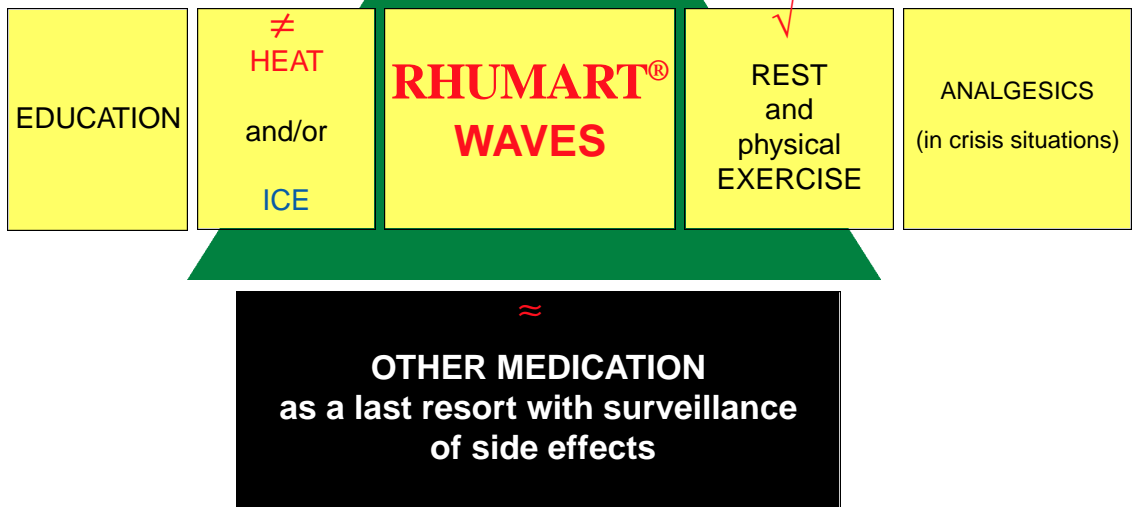 EDUCATION
≠
HEAT
and/or
ICE
RHUMART®
WAVES
√
REST
and
physical
EXERCISE
ANALGESICS
(in crisis situations)
≈
OTHER MEDICATION
as a last resort with surveillance
of side effects